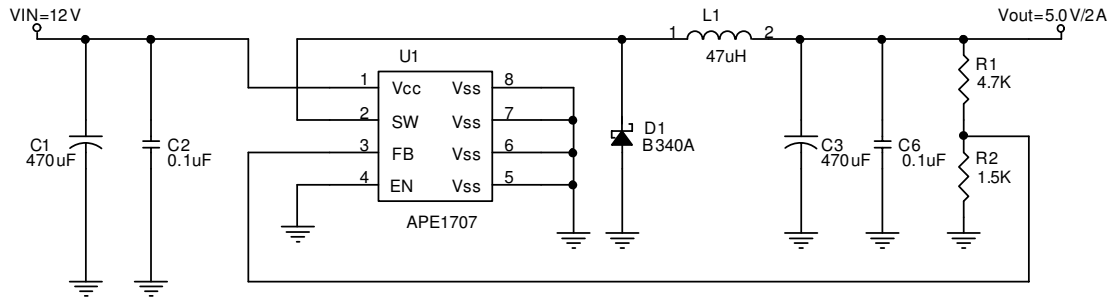 VIN=12V
Vout=5.0V/2A
L1
1
2
47uH
U1
1
Vcc
Vss
8
2
SW
Vss
7
3
FB
Vss
6
4
EN
Vss
5
APE1707
C1
470uF
C2
0.1uF
D1
B340A
C3
470uF
C6
0.1uF
R1
4.7K
R2
1.5K